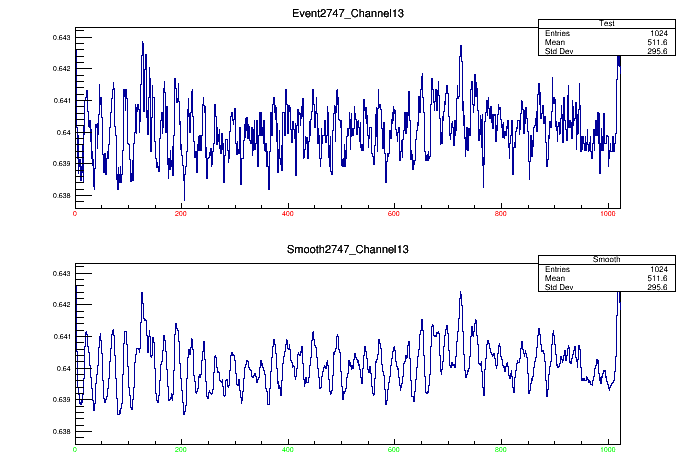 Event2747_Channel13
Test
Entries 1024
Mean 511.6
Std Dev 295.6
0.643
0.642
0.641
0.64
0.639
0.638
0 200 400 600 800 1000
Smooth2747_Channel13
Smooth
Entries 1024
Mean 511.6
Std Dev 295.6
0.643
0.642
0.641
0.64
0.639
0.638
0 200 400 600 800 1000